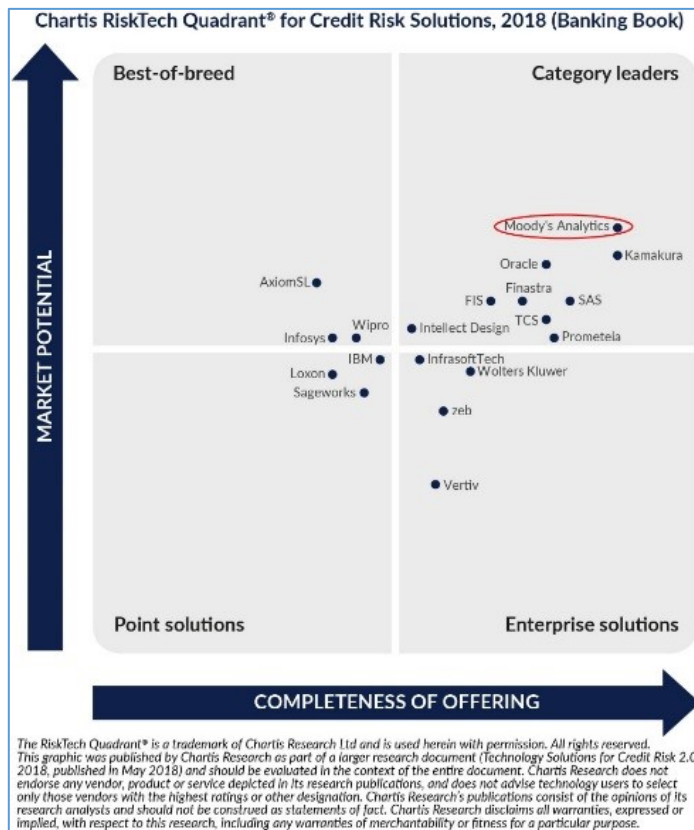 Chartis RiskTech Quadrant® for Credit Risk Solutions, 2018 (Banking Book)
Best-of-breed
Category leaders
Moody's Analytics
Kamakura
Oracle
AxiomSL
Finastra
FIS
SAS
TCS
Wipro
Intellect Design
Infosys
Prometeia
IBM
InfrasoftTech
Loxon
Wolters Kluwer
Sageworks
zeb
Vertiv
Point solutions
Enterprise solutions
MARKET POTENTIAL
COMPLETENESS OF OFFERING
The RiskTech Quadrant® is a trademark of Chartis Research Ltd and is used herein with permission. All rights reserved.
This graphic was published by Chartis Research as part of a larger research document (Technology Solutions for Credit Risk 2.0
2018, published in May 2018) and should be evaluated in the context of the entire document. Chartis Research does not
endorse any vendor, product or service depicted in its research publications, and does not advise technology users to select
only those vendors with the highest ratings or other designation. Chartis Research's publications consist of the opinions of its
research analysts and should not be construed as statements of fact. Chartis Research disclaims all warranties, expressed or
implied, with respect to this research, including any warranties of merchantability or fitness for a particular purpose.